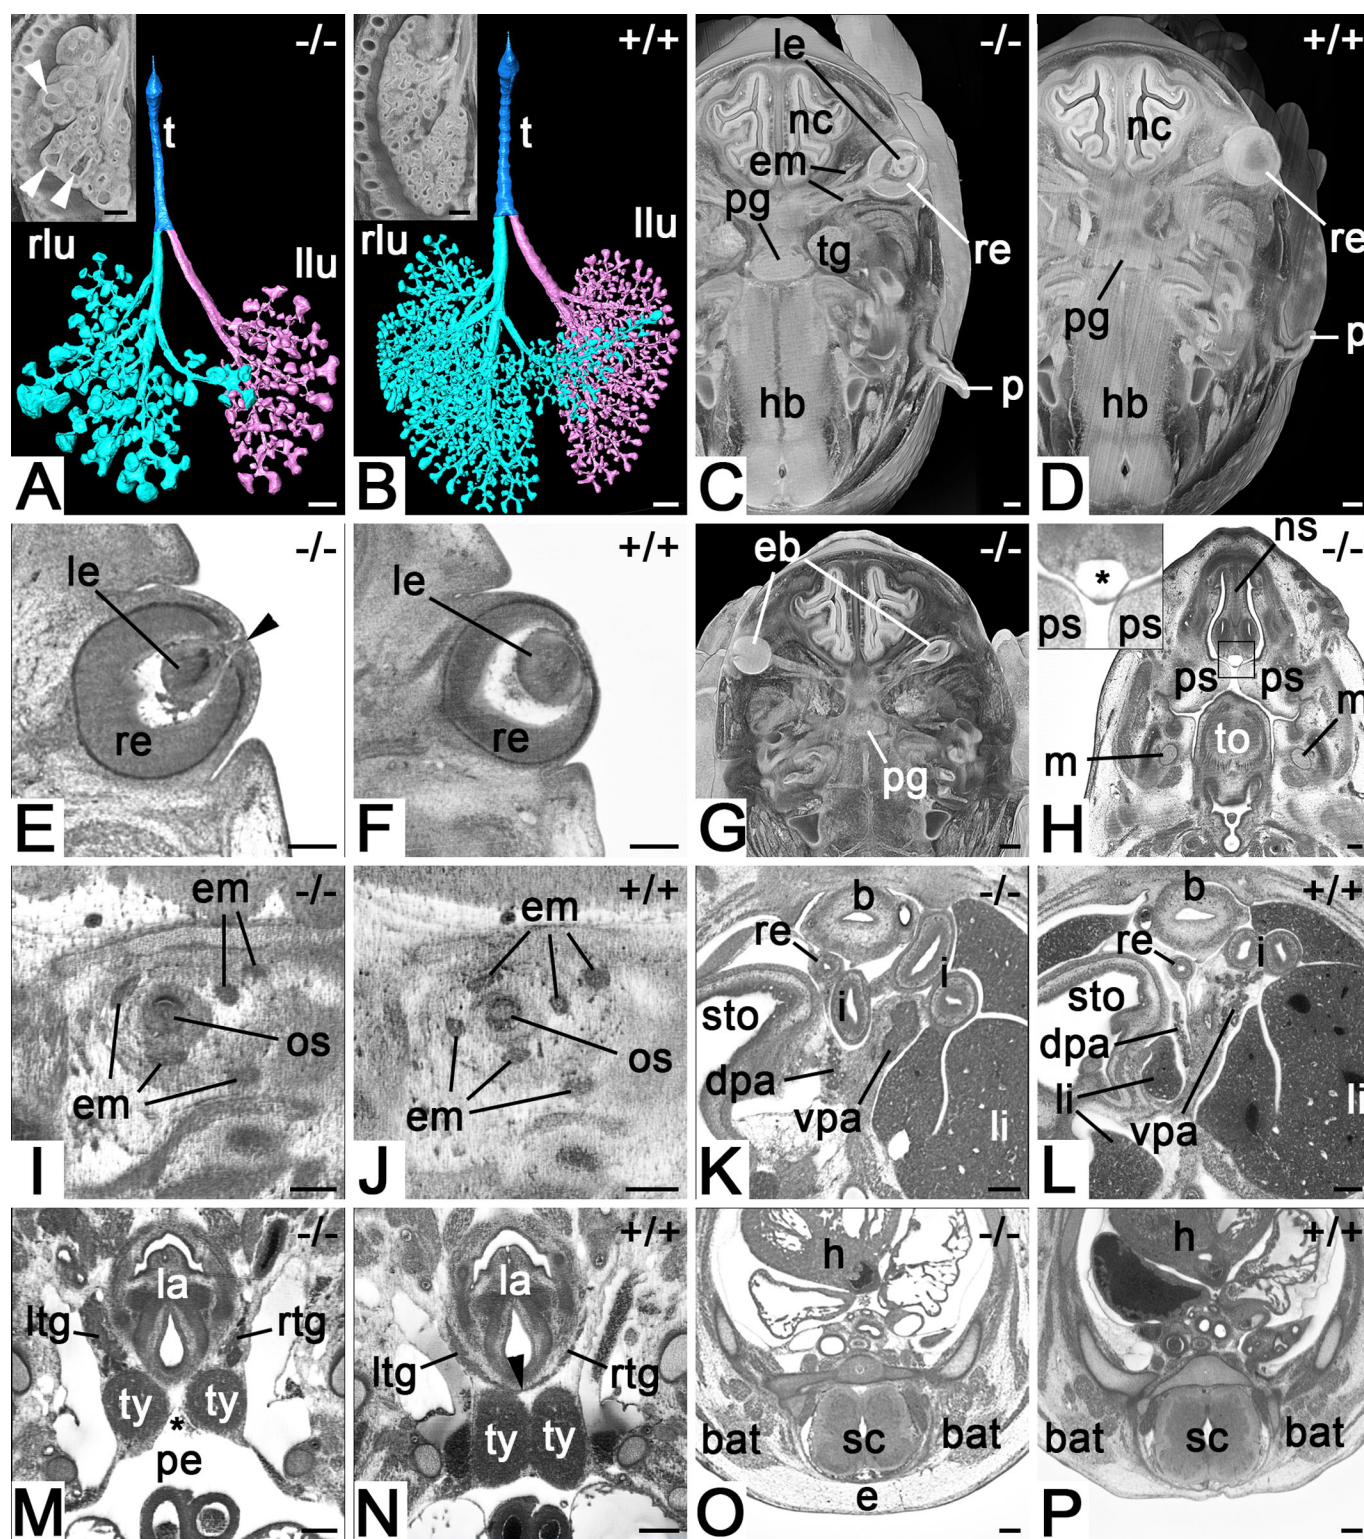 -/-
t
rlu
llu
A
+/+
t
rlu
llu
B
-/-
le
nc
em
pg
tg
re
hb
p
C
+/+
nc
re
pg
p
hb
D
-/-
le
re
E
+/+
le
re
F
-/-
eb
pg
G
-/-
ns
*
ps ps
ps ps
m
to
m
H
-/-
em
os
em
I
+/+
em
os
em
J
-/-
b
re
i
i
sto
dpa
vpa
li
K
+/+
b
re
i
sto
dpa
li
vpa
li
L
-/-
la
ltg rtg
ty ty
*
pe
M
+/+
la
ltg rtg
ty ty
N
-/-
h
bat sc bat
e
O
+/+
h
bat sc bat
P